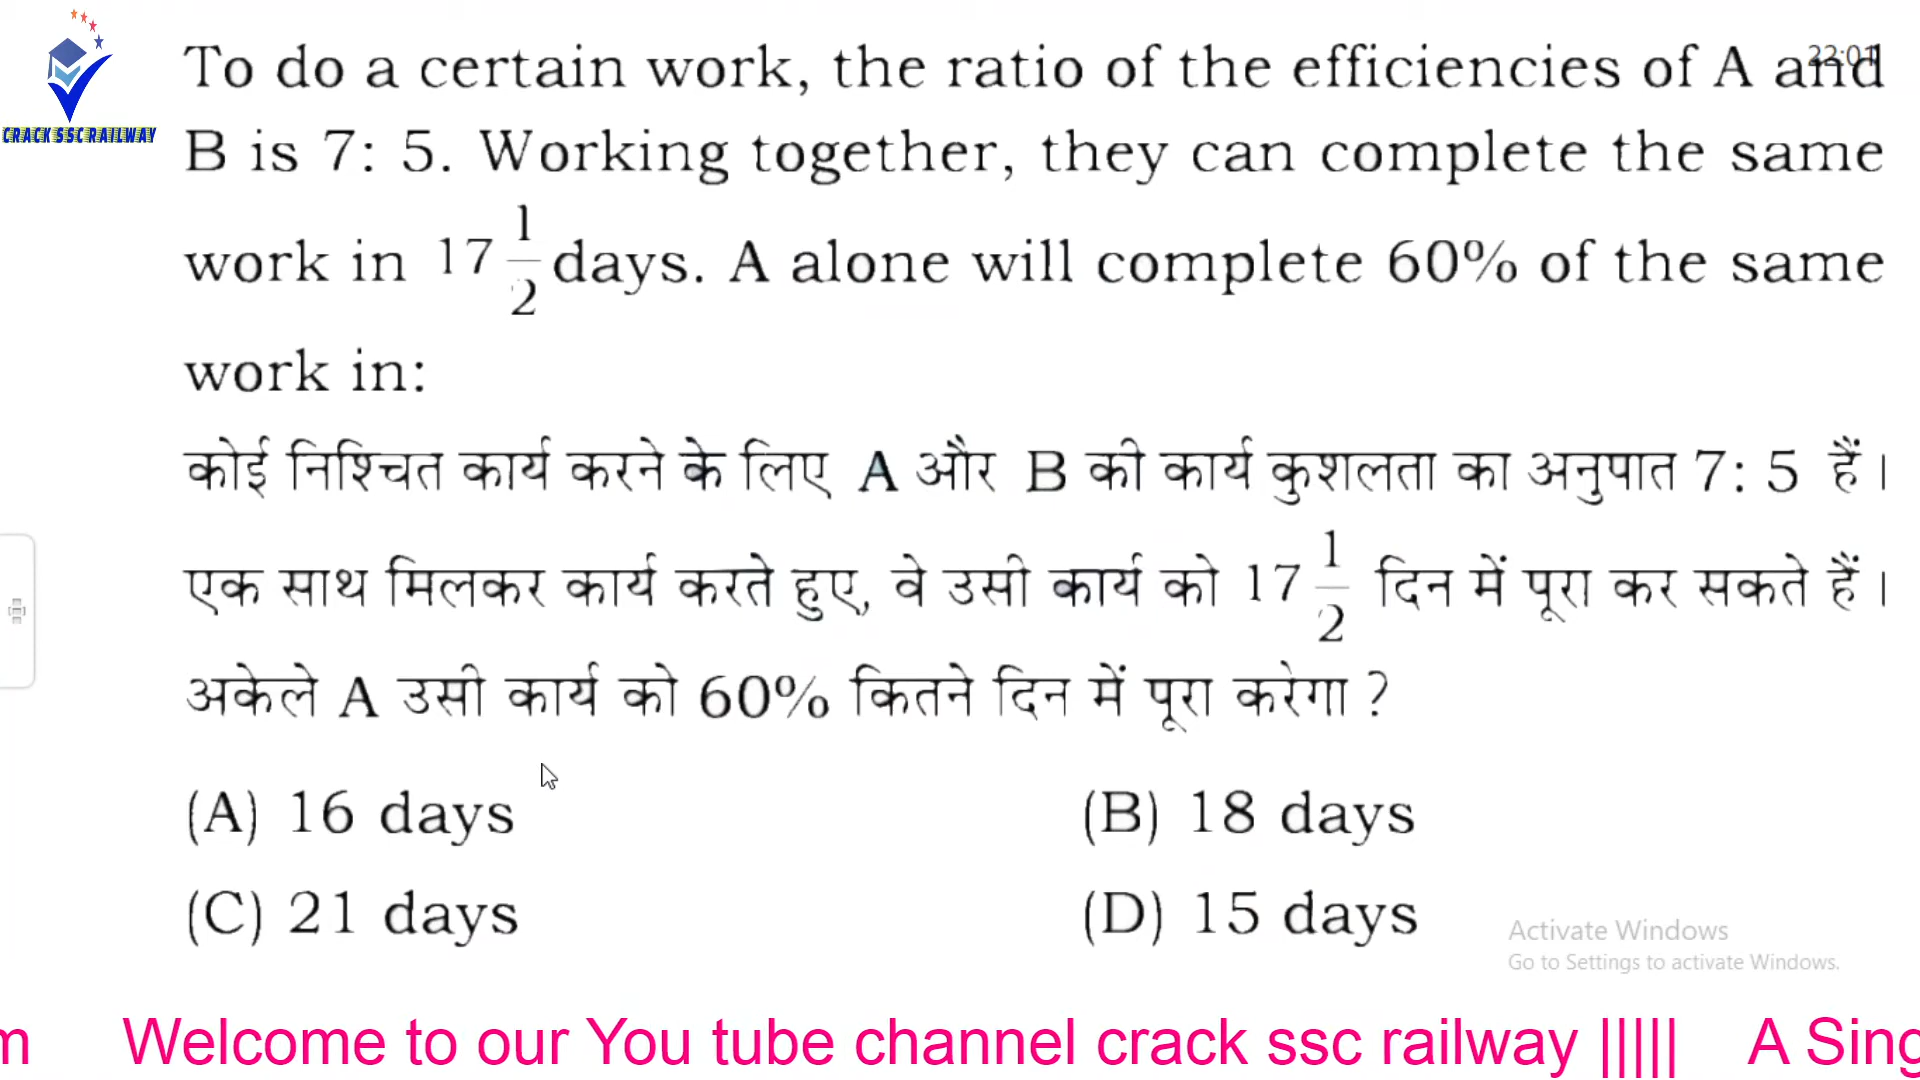 CRACK SSC RAILWAY
22:01
To do a certain work, the ratio of the efficiencies of A and
B is 7: 5. Working together, they can complete the same
work in 17 1/2 days. A alone will complete 60% of the same
work in:
कोई निश्चित कार्य करने के लिए A और B की कार्य कुशलता का अनुपात 7: 5 हैं।
एक साथ मिलकर कार्य करते हुए, वे उसी कार्य को 17 1/2 दिन में पूरा कर सकते हैं।
अकेले A उसी कार्य को 60% कितने दिन में पूरा करेगा ?
(A) 16 days (B) 18 days
(C) 21 days (D) 15 days
Activate Windows
Go to Settings to activate Windows.
m Welcome to our You tube channel crack ssc railway ||||| A Sing